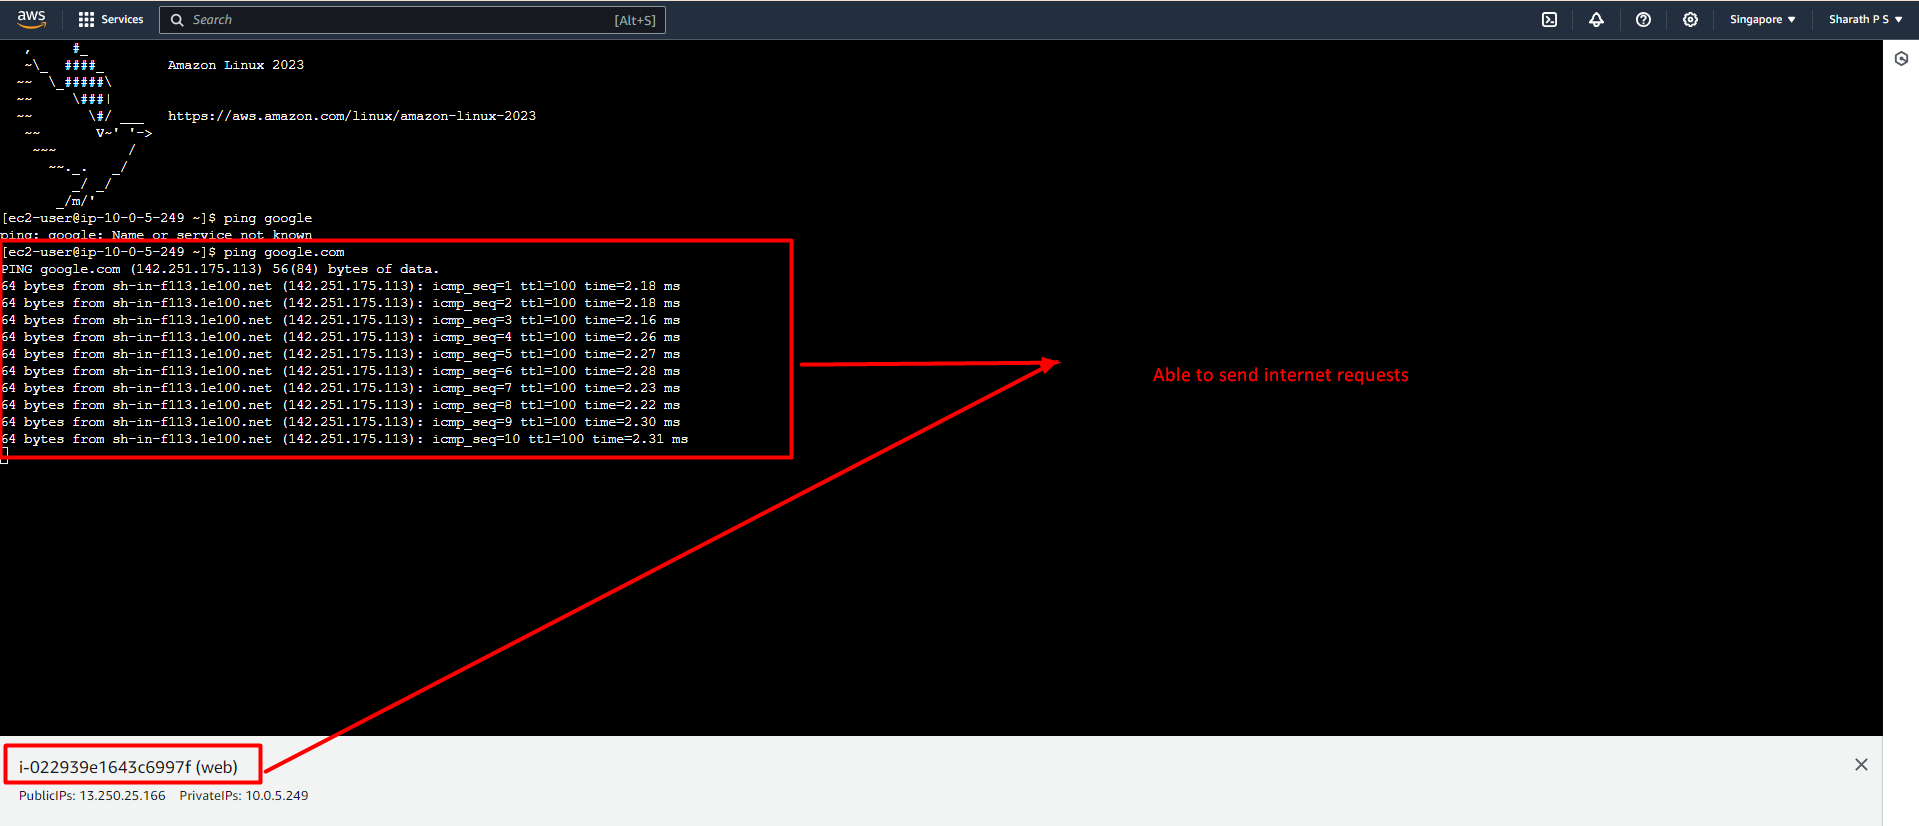 aws Services Search [Alt+S] Singapore Sharath P S
, #_
~\_ ####_ Amazon Linux 2023
~~ \_#####\
~~ \###|
~~ \#/ ___ https://aws.amazon.com/linux/amazon-linux-2023
~~ V~' '->
~~~ /
~~._. _/
_/ _/
_/m/'
[ec2-user@ip-10-0-5-249 ~]$ ping google
ping: google: Name or service not known
[ec2-user@ip-10-0-5-249 ~]$ ping google.com
PING google.com (142.251.175.113) 56(84) bytes of data.
64 bytes from sh-in-f113.1e100.net (142.251.175.113): icmp_seq=1 ttl=100 time=2.18 ms
64 bytes from sh-in-f113.1e100.net (142.251.175.113): icmp_seq=2 ttl=100 time=2.18 ms
64 bytes from sh-in-f113.1e100.net (142.251.175.113): icmp_seq=3 ttl=100 time=2.16 ms
64 bytes from sh-in-f113.1e100.net (142.251.175.113): icmp_seq=4 ttl=100 time=2.26 ms
64 bytes from sh-in-f113.1e100.net (142.251.175.113): icmp_seq=5 ttl=100 time=2.27 ms
64 bytes from sh-in-f113.1e100.net (142.251.175.113): icmp_seq=6 ttl=100 time=2.28 ms
64 bytes from sh-in-f113.1e100.net (142.251.175.113): icmp_seq=7 ttl=100 time=2.23 ms
64 bytes from sh-in-f113.1e100.net (142.251.175.113): icmp_seq=8 ttl=100 time=2.22 ms
64 bytes from sh-in-f113.1e100.net (142.251.175.113): icmp_seq=9 ttl=100 time=2.30 ms
64 bytes from sh-in-f113.1e100.net (142.251.175.113): icmp_seq=10 ttl=100 time=2.31 ms
Able to send internet requests
i-022939e1643c6997f (web)
PublicIPs: 13.250.25.166 PrivateIPs: 10.0.5.249